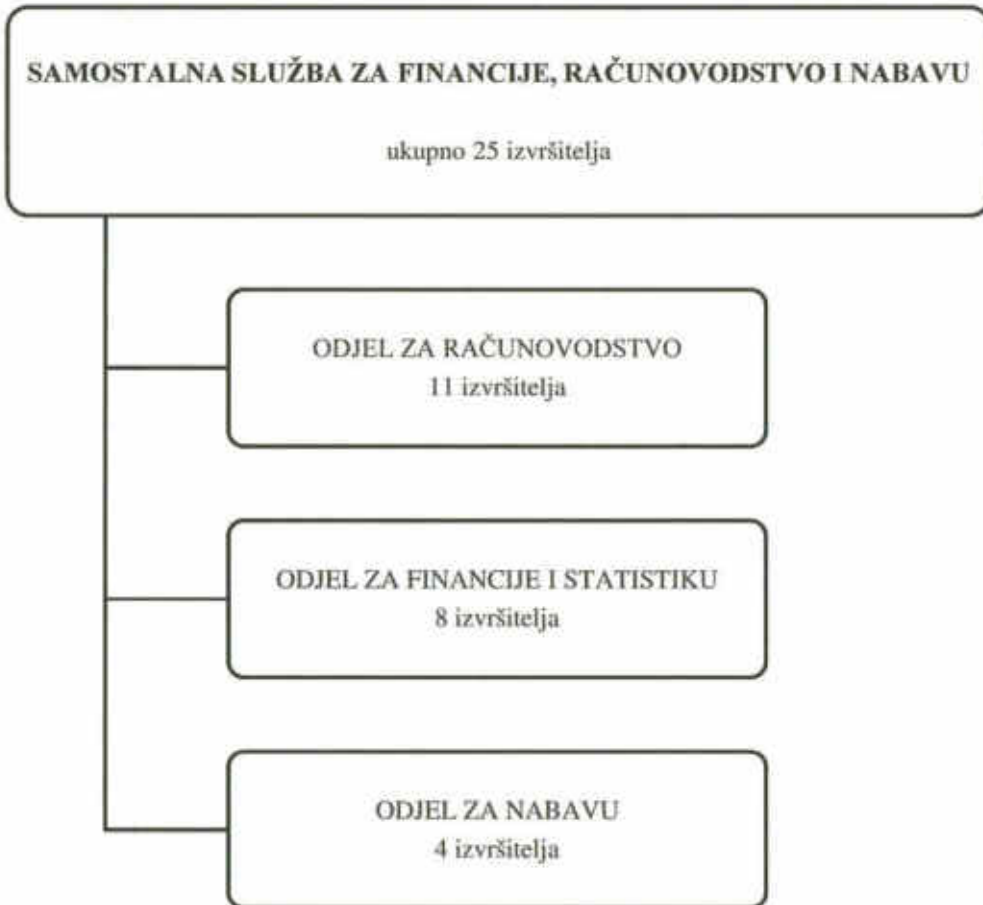 SAMOSTALNA SLUŽBA ZA FINANCIJE, RAČUNOVODSTVO I NABAVU
ukupno 25 izvršitelja
ODJEL ZA RAČUNOVODSTVO
11 izvršitelja
ODJEL ZA FINANCIJE I STATISTIKU
8 izvršitelja
ODJEL ZA NABAVU
4 izvršitelja